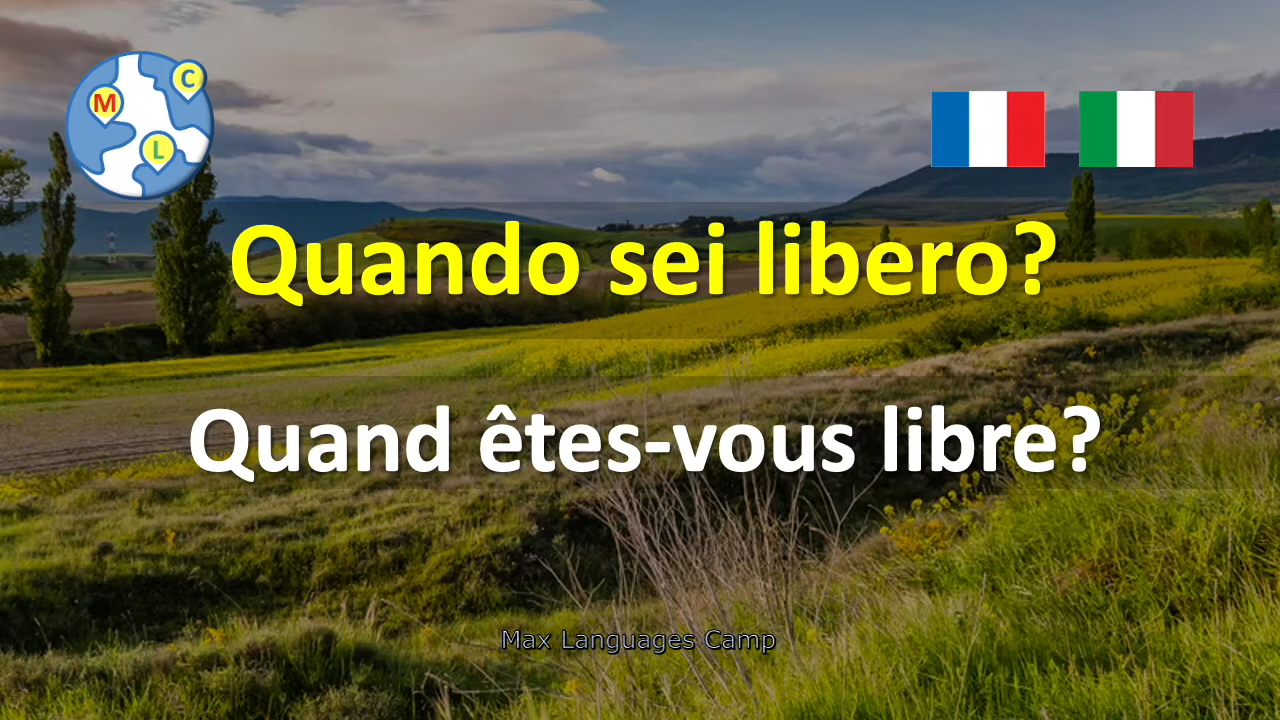 M
C
L
Quando sei libero?
Quand êtes-vous libre?
Max Languages Camp